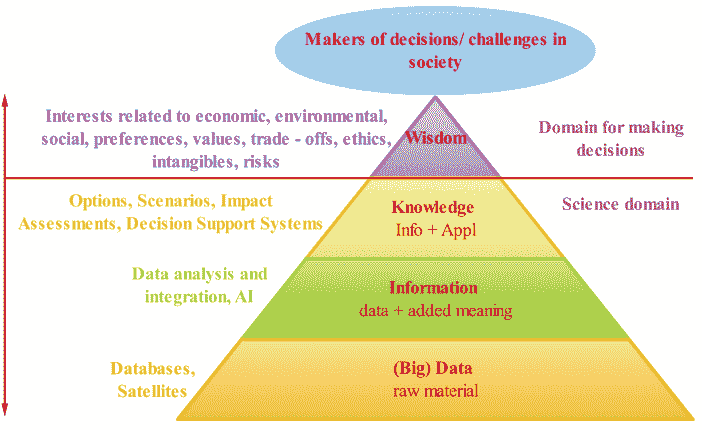 Makers of decisions/ challenges in
society
Interests related to economic, environmental,
social, preferences, values, trade - offs, ethics,
intangibles, risks
Wisdom
Domain for making
decisions
Options, Scenarios, Impact
Assessments, Decision Support Systems
Knowledge
Info + Appl
Science domain
Data analysis and
integration, AI
Information
data + added meaning
Databases,
Satellites
(Big) Data
raw material